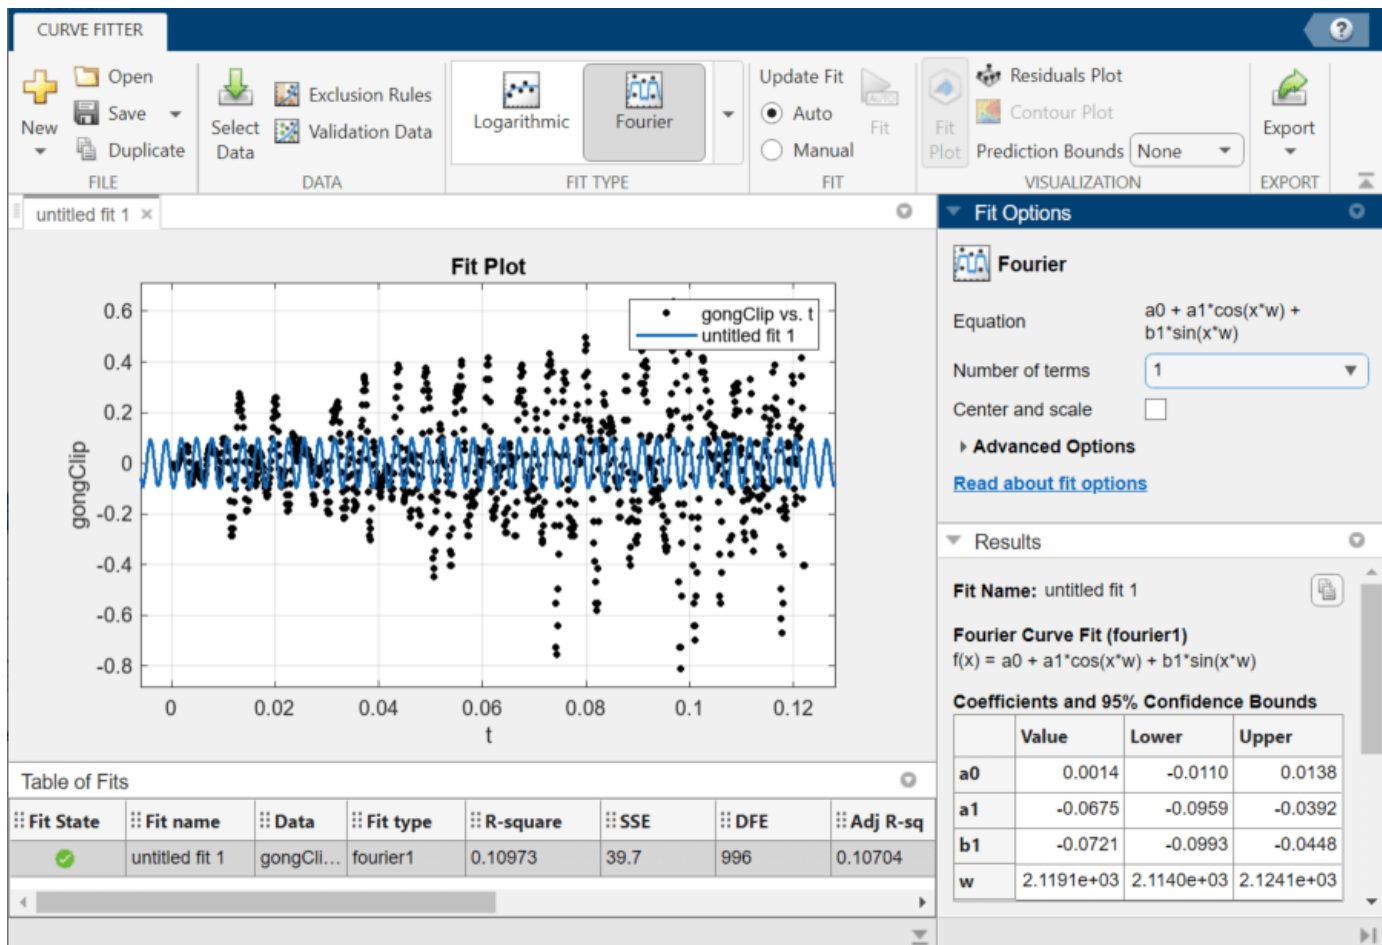 CURVE FITTER
?
New
Open
Save
Duplicate
FILE
Select Data
Exclusion Rules
Validation Data
DATA
Logarithmic
Fourier
FIT TYPE
Update Fit
Auto
Manual
AUTO
Fit
FIT
Fit Plot
Residuals Plot
Contour Plot
Prediction Bounds None
VISUALIZATION
Export
EXPORT
untitled fit 1 ×
Fit Plot
gongClip vs. t
untitled fit 1
0.6
0.4
0.2
0
-0.2
-0.4
-0.6
-0.8
gongClip
0 0.02 0.04 0.06 0.08 0.1 0.12
t
Table of Fits
Fit State Fit name Data Fit type R-square SSE DFE Adj R-sq
untitled fit 1 gongCli... fourier1 0.10973 39.7 996 0.10704
Fit Options
Fourier
Equation a0 + a1*cos(x*w) +
b1*sin(x*w)
Number of terms 1
Center and scale
Advanced Options
Read about fit options
Results
Fit Name: untitled fit 1
Fourier Curve Fit (fourier1)
f(x) = a0 + a1*cos(x*w) + b1*sin(x*w)
Coefficients and 95% Confidence Bounds
Value Lower Upper
a0 0.0014 -0.0110 0.0138
a1 -0.0675 -0.0959 -0.0392
b1 -0.0721 -0.0993 -0.0448
w 2.1191e+03 2.1140e+03 2.1241e+03